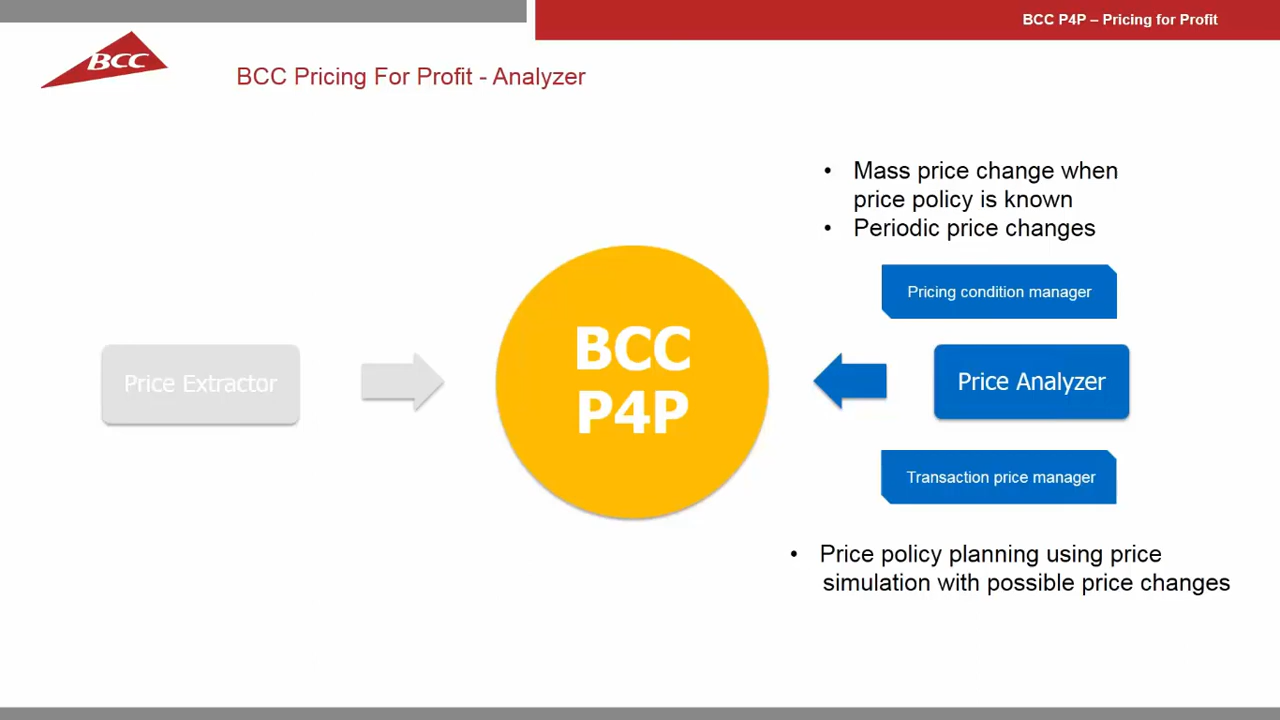 BCC P4P – Pricing for Profit
BCC
BCC Pricing For Profit - Analyzer
• Mass price change when
price policy is known
• Periodic price changes
Pricing condition manager
Price Extractor
BCC
P4P
Price Analyzer
Transaction price manager
• Price policy planning using price
simulation with possible price changes